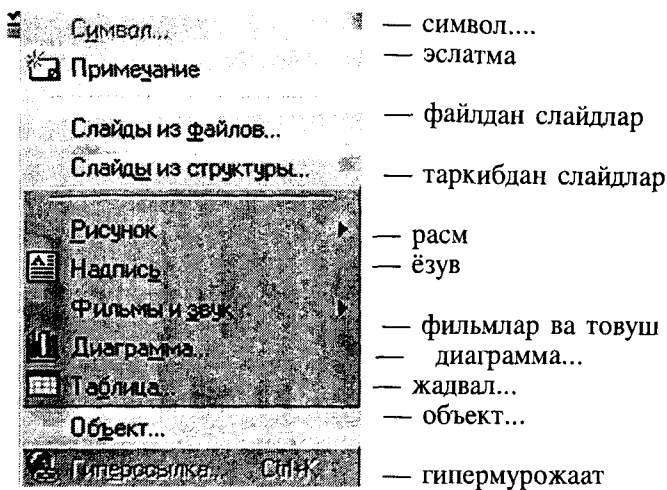 Символ... — символ....
Примечание — эслатма
Слайды из файлов... — файлдан слайдлар
Слайды из структуры... — таркибдан слайдлар
Рисунок — расм
Надпись — ёзув
Фильмы и звук — фильмлар ва товуш
Диаграмма... — диаграмма...
Таблица... — жадвал...
Объект... — объект...
Гиперссылка... Ctrl+K — гипермурожаат